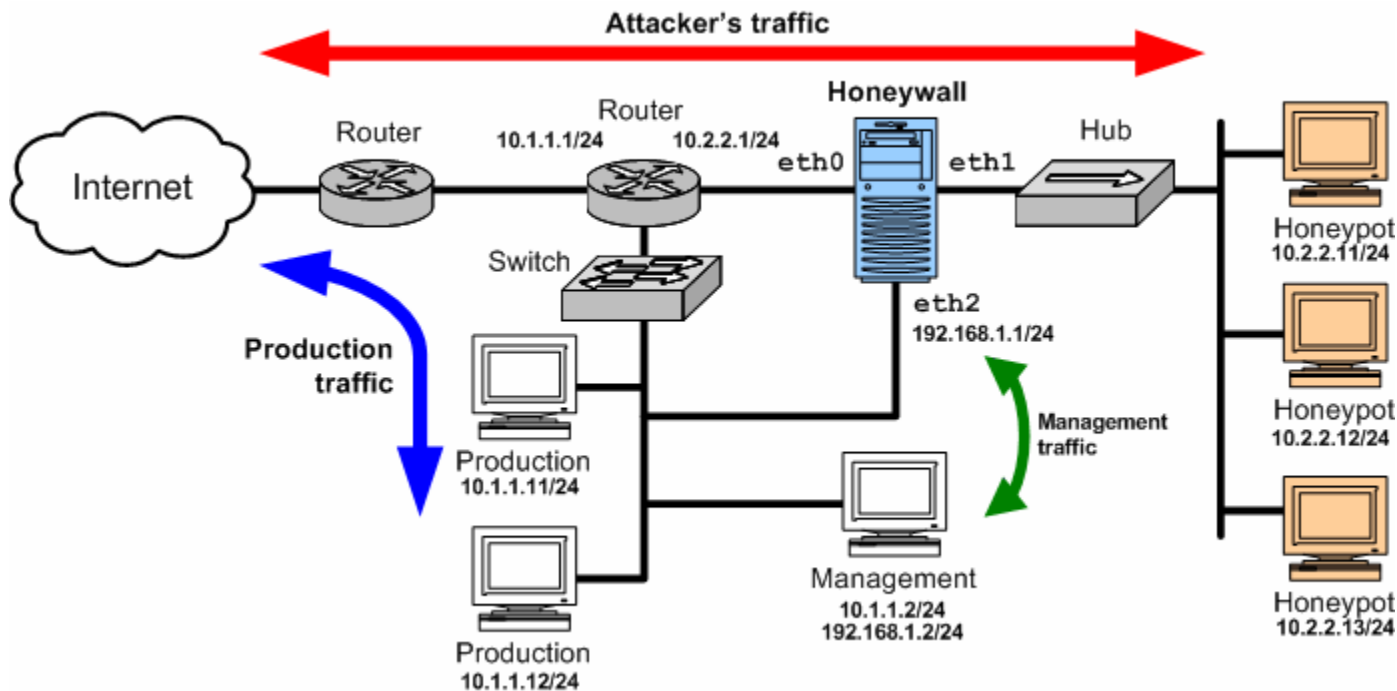 Attacker's traffic
Honeywall
Router
Router
Hub
10.1.1.1/24
10.2.2.1/24
eth0
eth1
Internet
Honeypot
10.2.2.11/24
Switch
eth2
192.168.1.1/24
Production
traffic
Management
traffic
Honeypot
10.2.2.12/24
Production
10.1.1.11/24
Management
10.1.1.2/24
192.168.1.2/24
Honeypot
10.2.2.13/24
Production
10.1.1.12/24